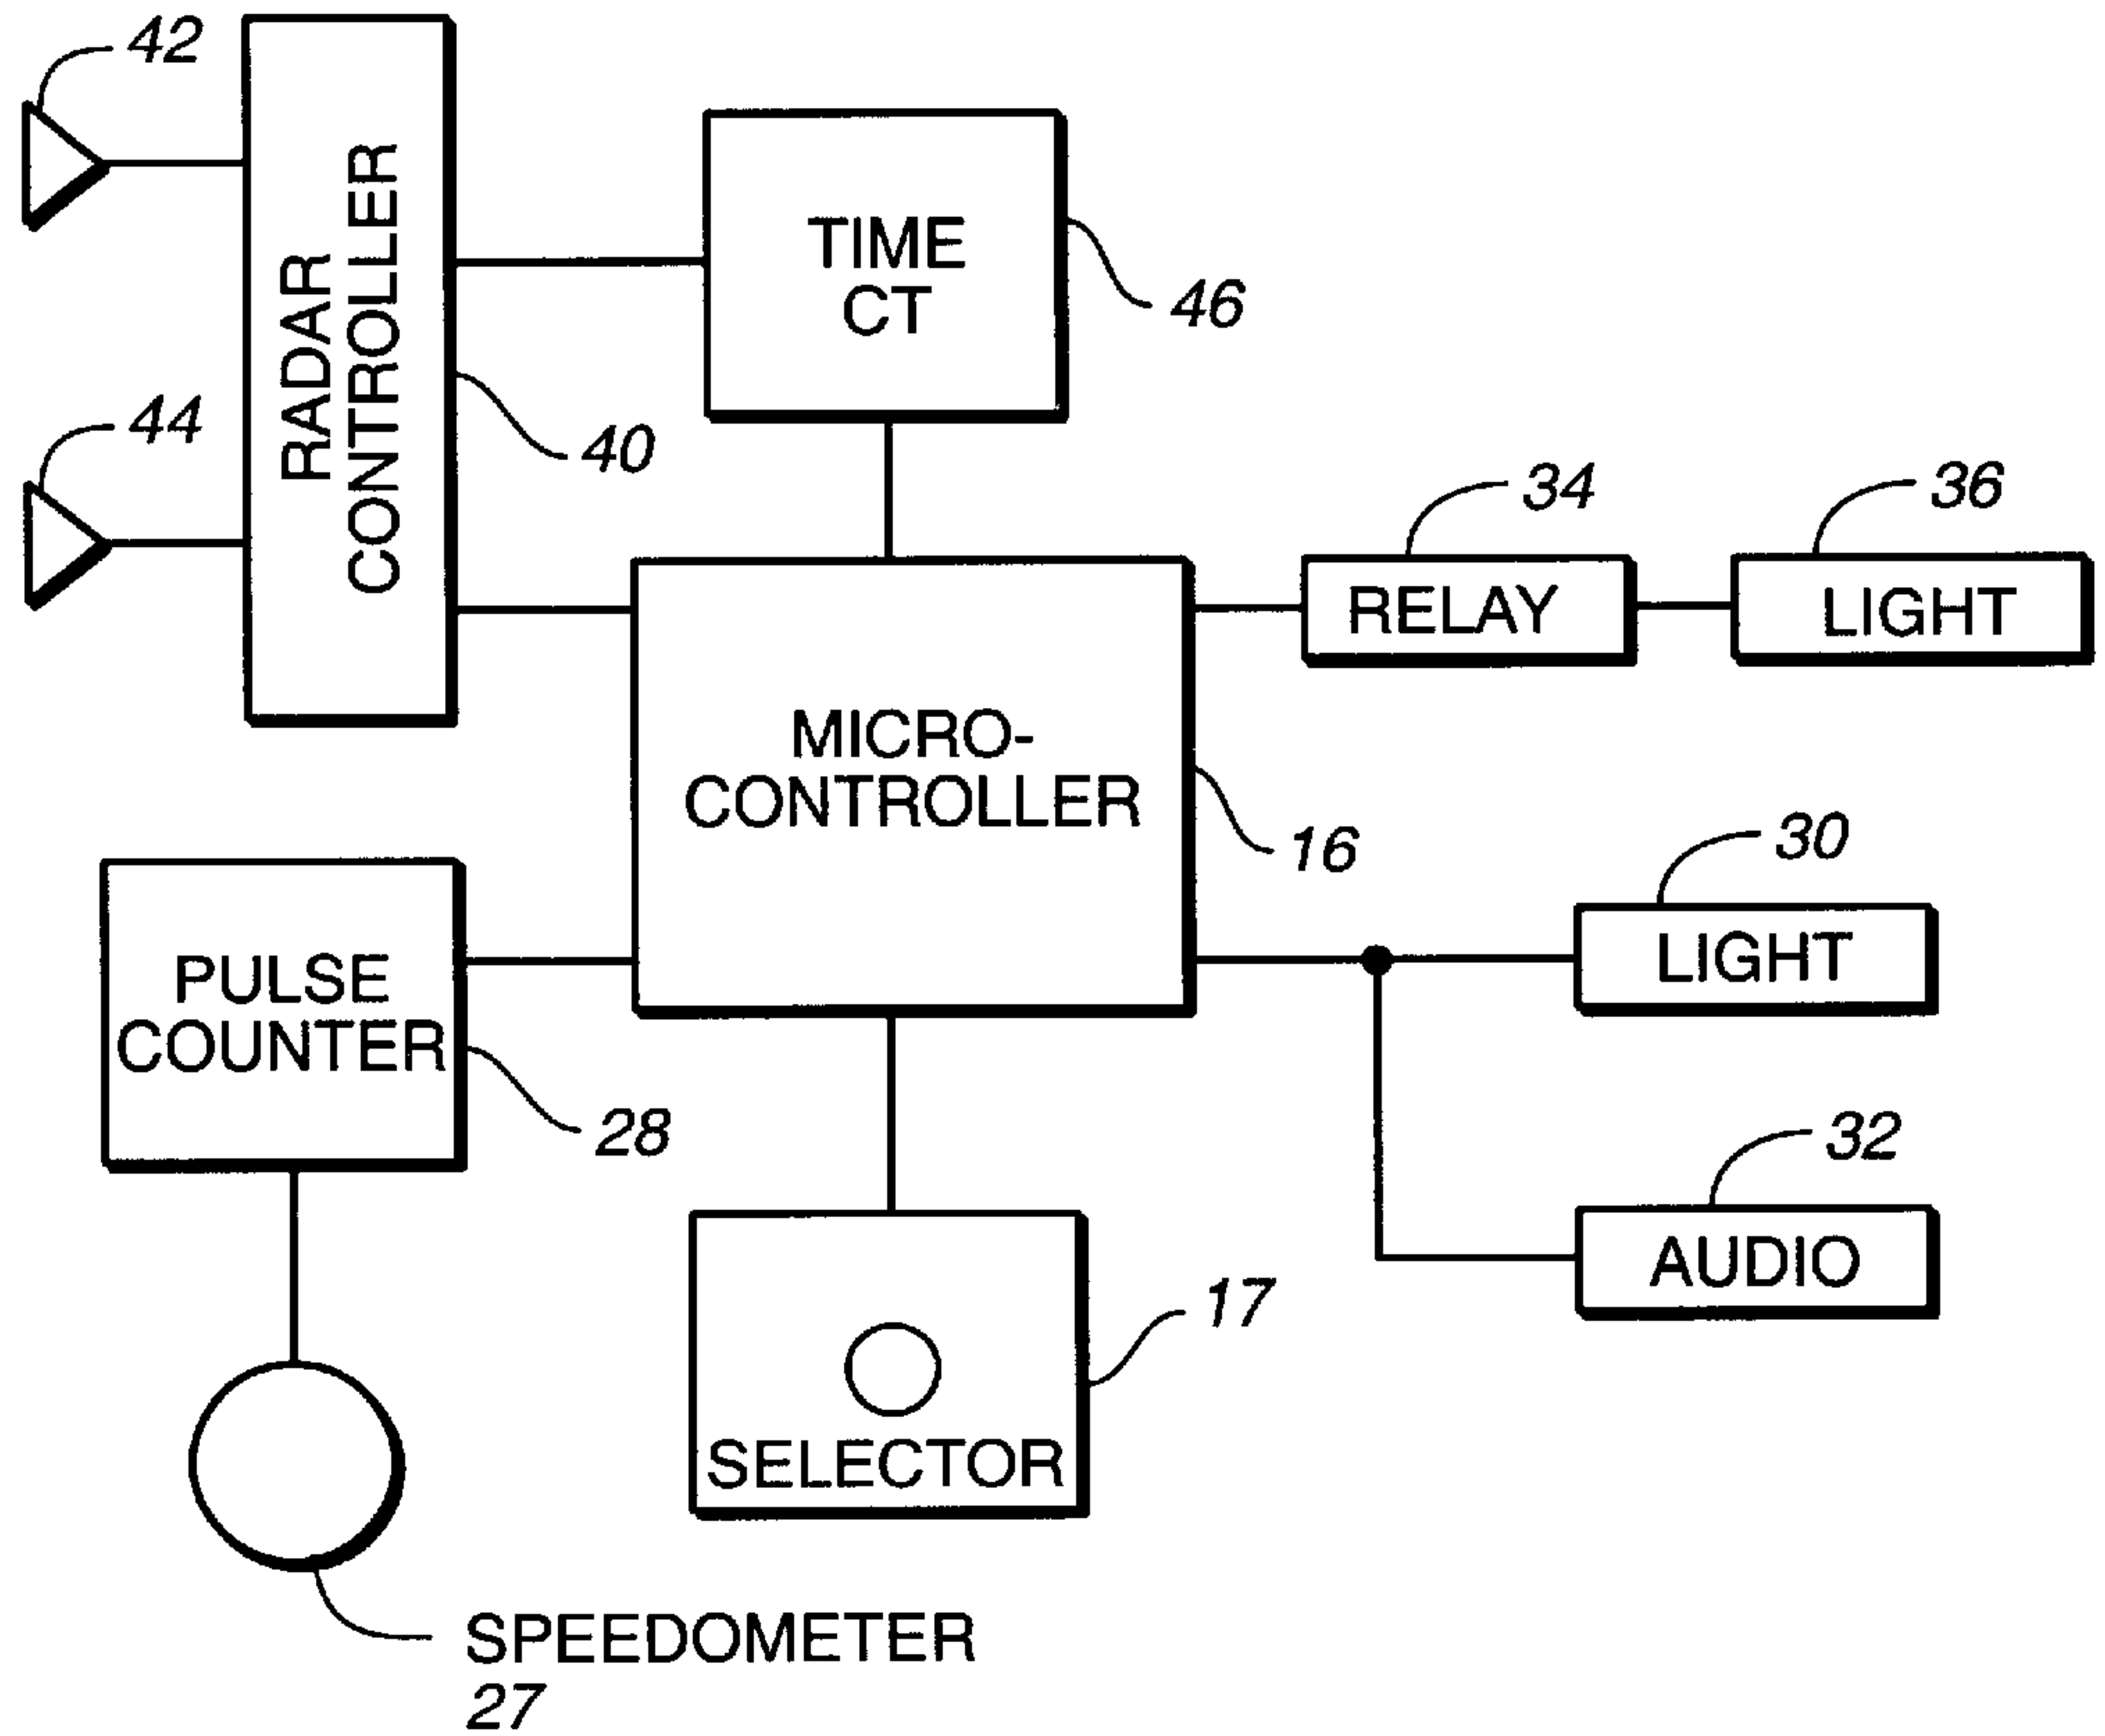 42
RADAR
CONTROLLER
TIME
CT
46
44
40
34
36
RELAY
LIGHT
MICRO-
CONTROLLER
16
30
LIGHT
PULSE
COUNTER
28
32
AUDIO
17
SELECTOR
SPEEDOMETER
27